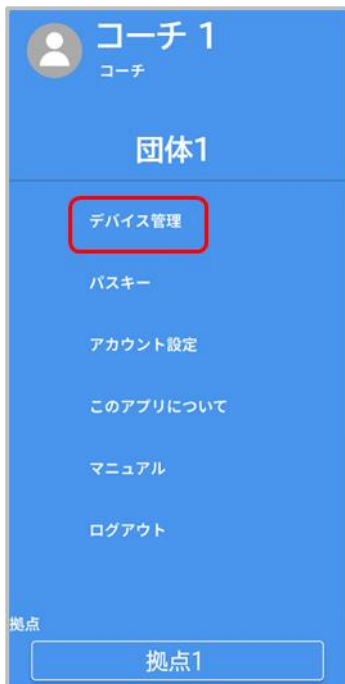 コーチ 1
コーチ
団体1
デバイス管理
パスキー
アカウント設定
このアプリについて
マニュアル
ログアウト
拠点
拠点1